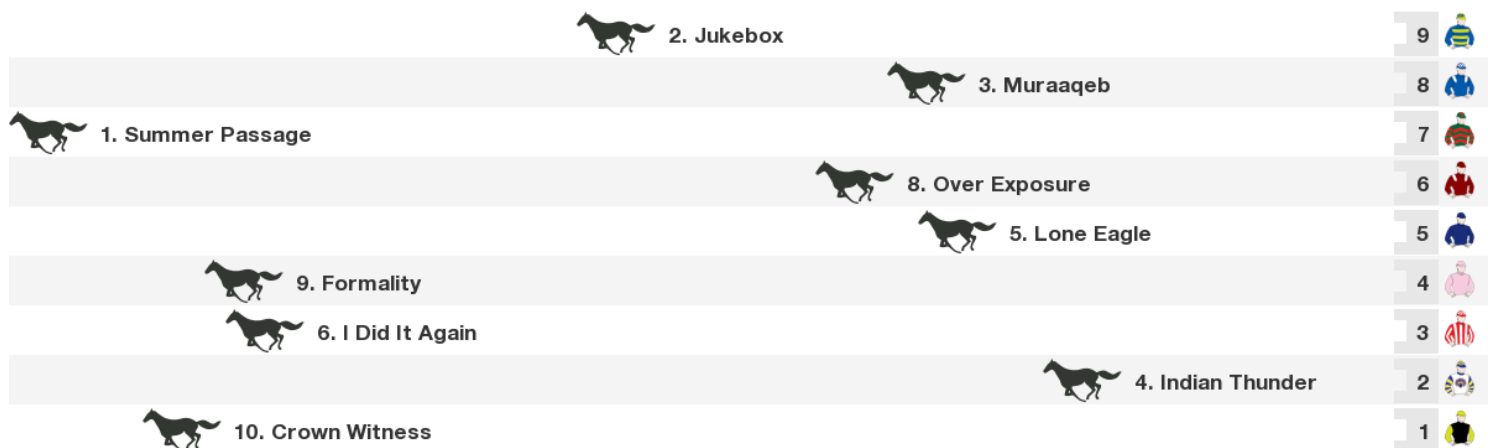 2. Jukebox 9
3. Muraaqeb 8
1. Summer Passage 7
8. Over Exposure 6
5. Lone Eagle 5
9. Formality 4
6. I Did It Again 3
4. Indian Thunder 2
10. Crown Witness 1